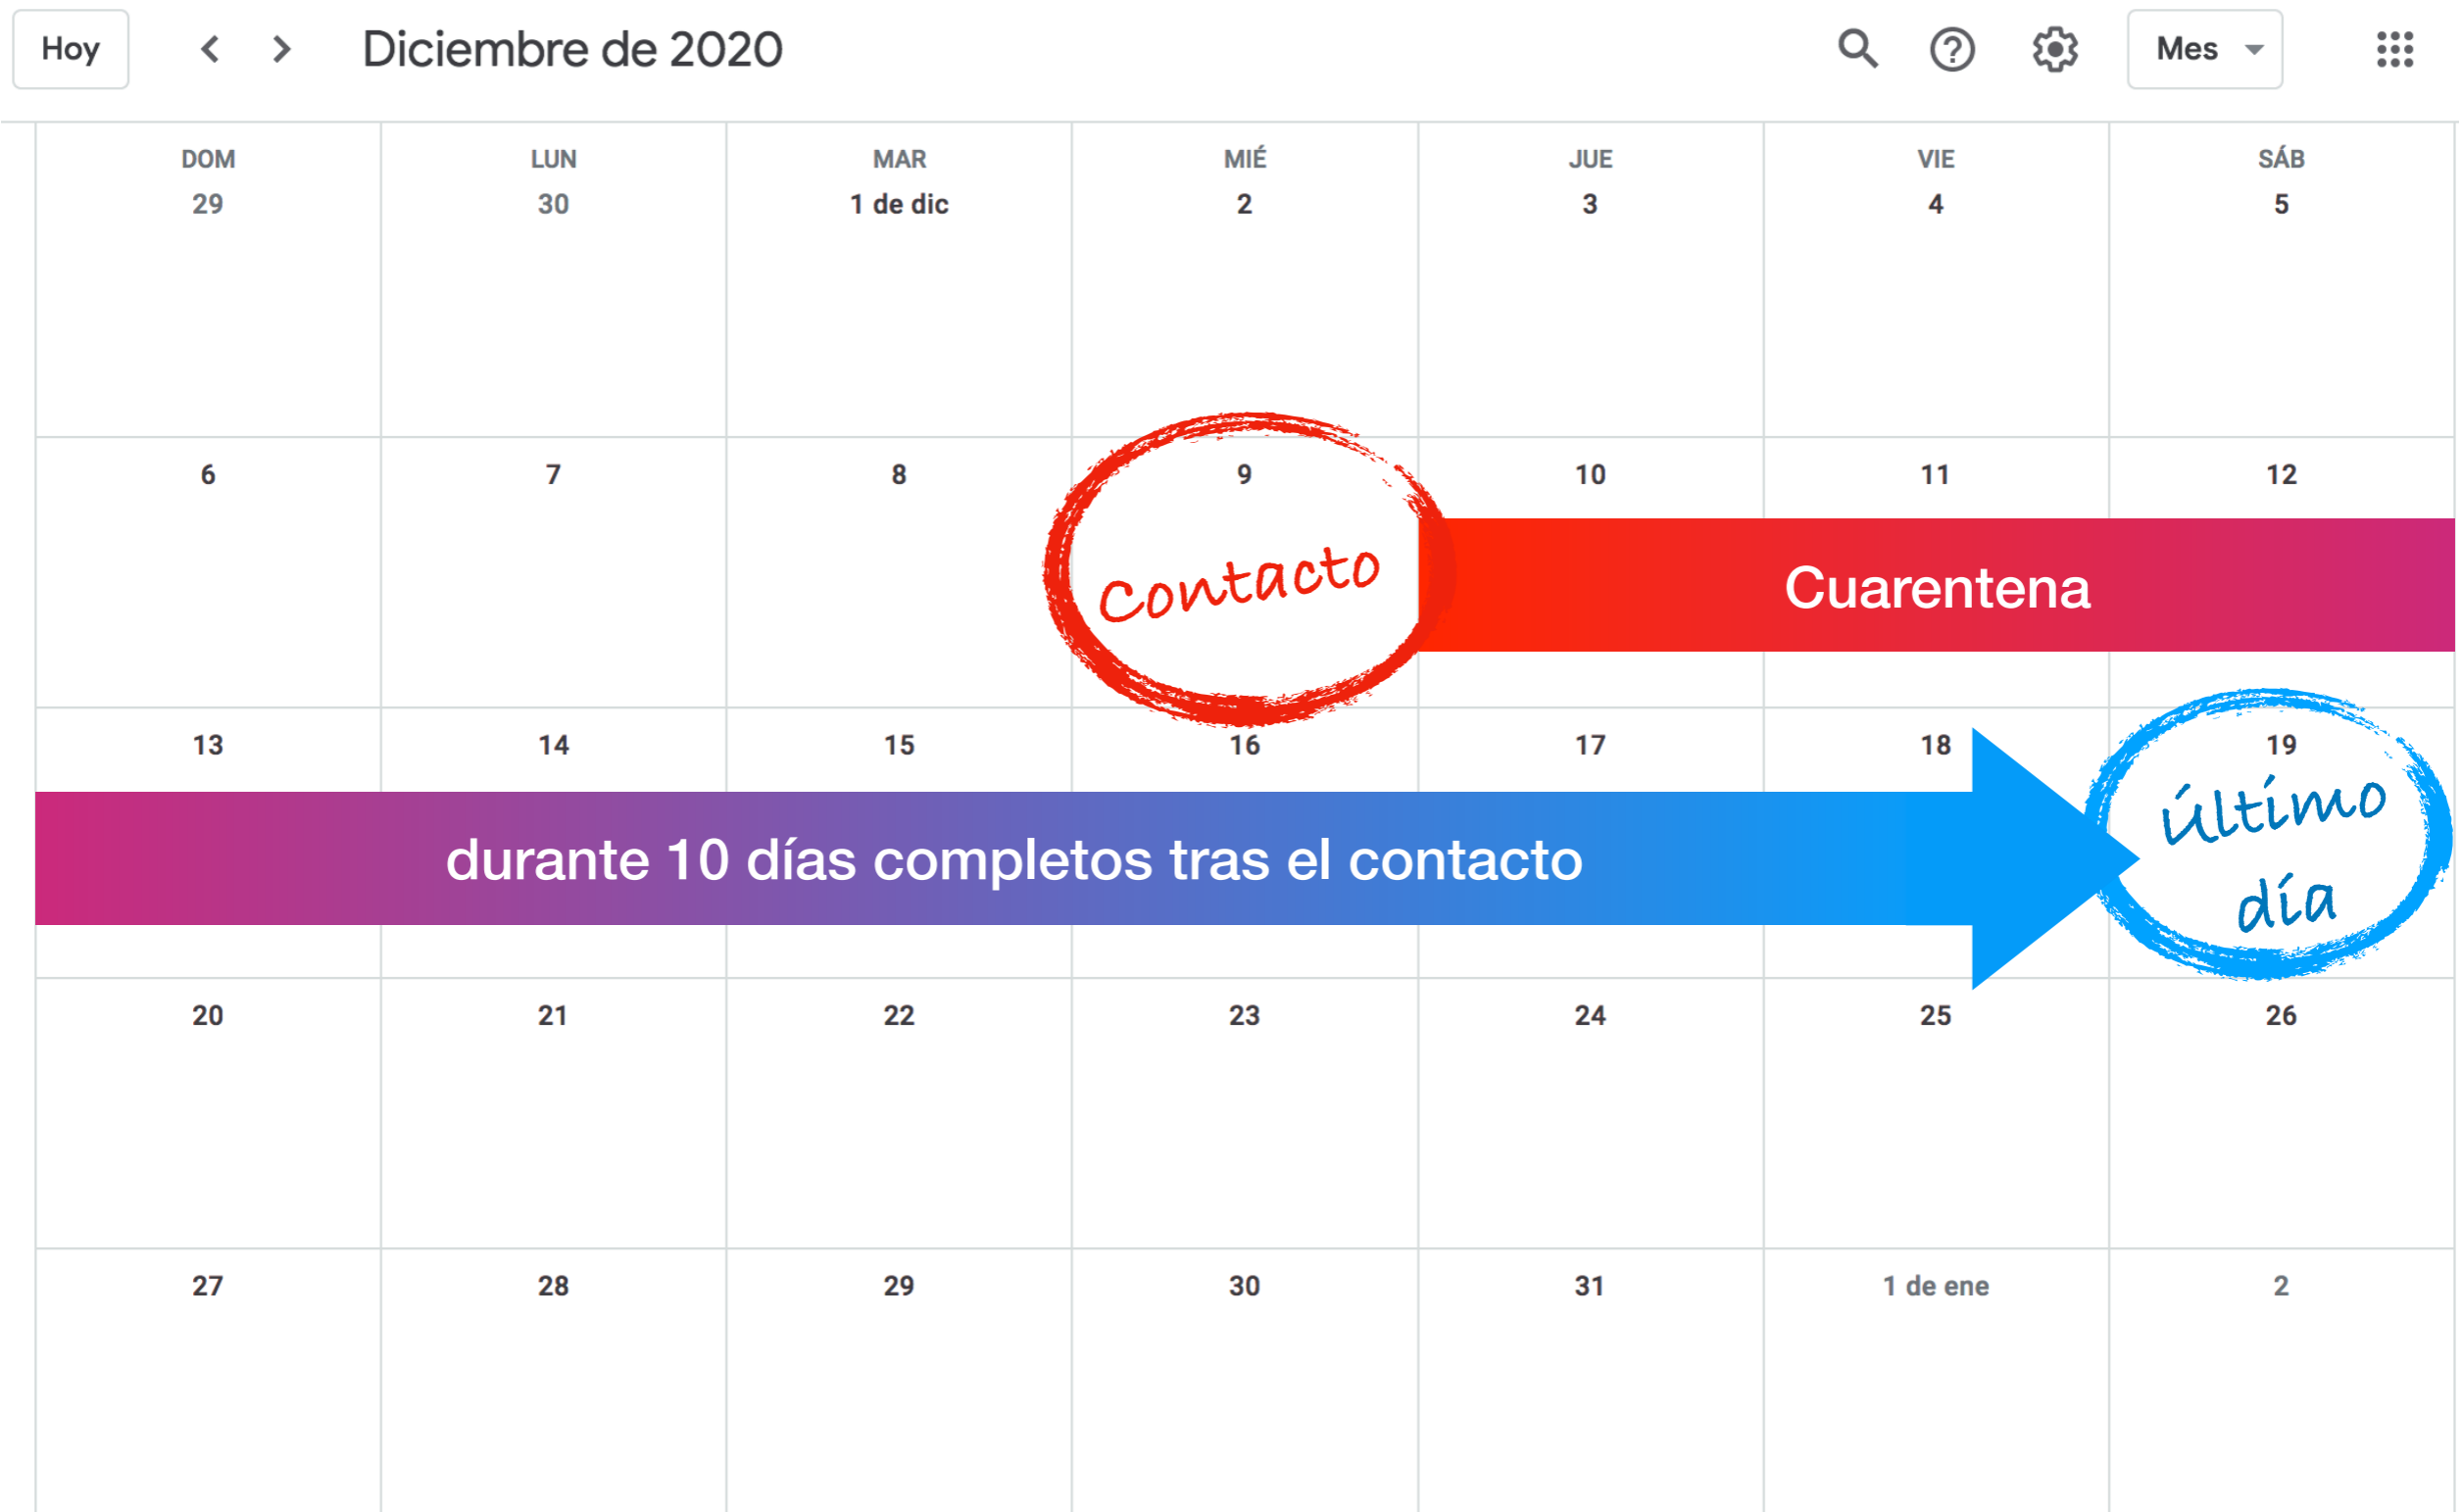 Hoy
Diciembre de 2020
Mes
DOM LUN MAR MIÉ JUE VIE SÁB
29 30 1 de dic 2 3 4 5
6 7 8 9 10 11 12
Contacto
Cuarentena
13 14 15 16 17 18 19
último
día
durante 10 días completos tras el contacto
20 21 22 23 24 25 26
27 28 29 30 31 1 de ene 2